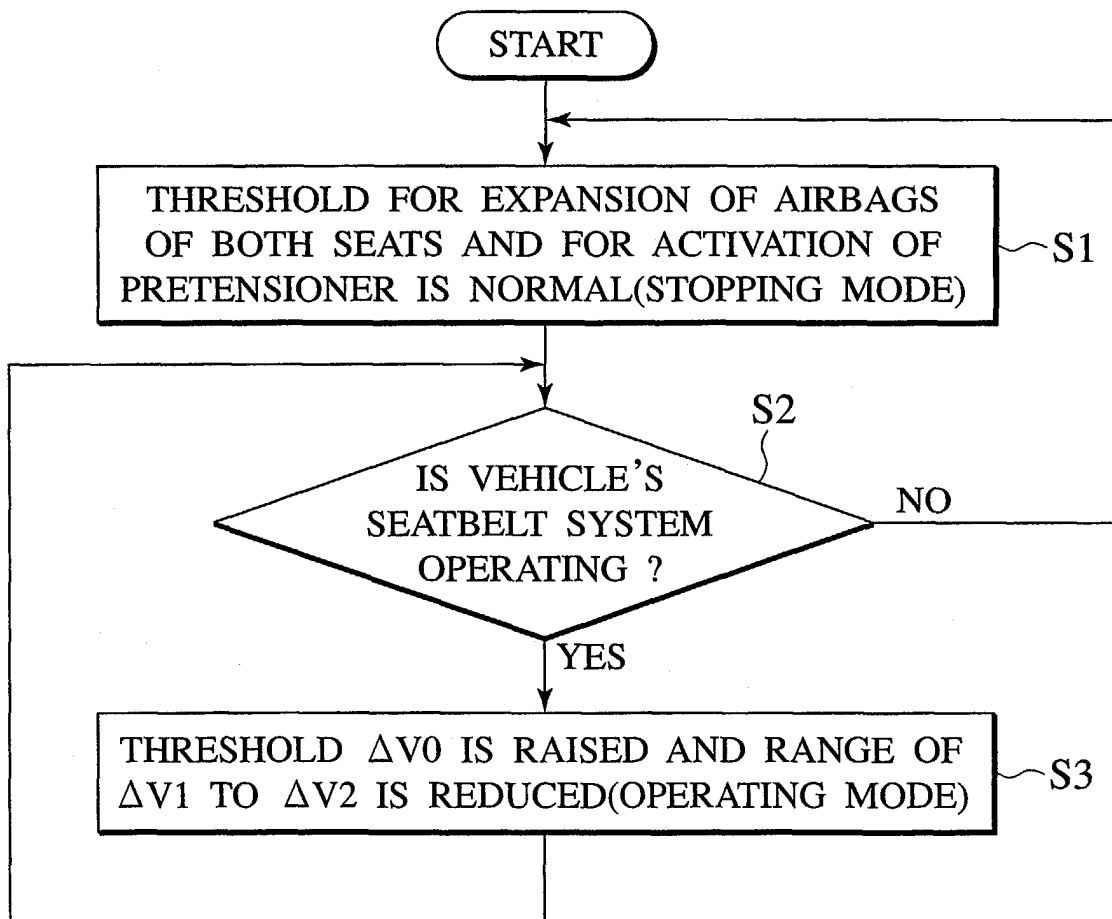 START
THRESHOLD FOR EXPANSION OF AIRBAGS
OF BOTH SEATS AND FOR ACTIVATION OF
PRETENSIONER IS NORMAL(STOPPING MODE)
S1
S2
IS VEHICLE'S
SEATBELT SYSTEM
OPERATING ?
NO
YES
THRESHOLD ΔV0 IS RAISED AND RANGE OF
ΔV1 TO ΔV2 IS REDUCED(OPERATING MODE)
S3